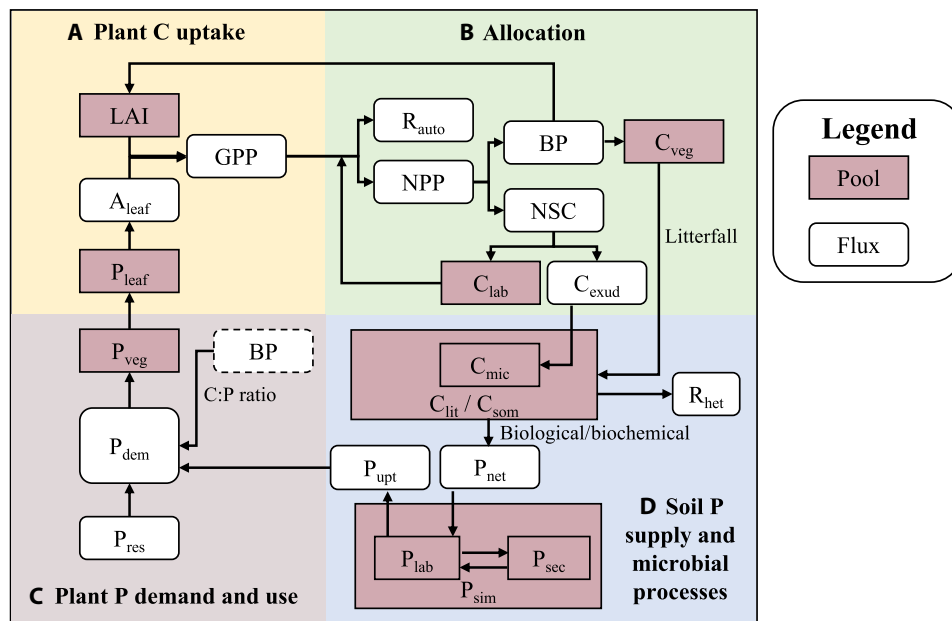 A Plant C uptake
B Allocation
LAI
GPP
A_leaf
P_leaf
R_auto
NPP
BP
C_veg
NSC
Litterfall
C_lab
C_exud
Legend
Pool
Flux
P_veg
BP
C:P ratio
P_dem
P_res
C Plant P demand and use
C_mic
C_lit / C_som
R_het
Biological/biochemical
P_upt
P_net
P_lab
P_sec
P_sim
D Soil P
supply and
microbial
processes